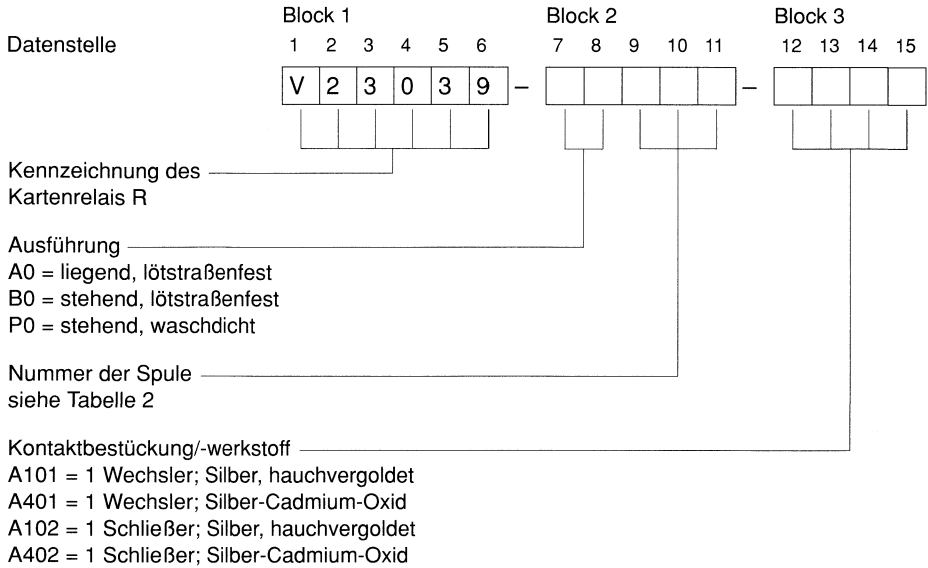 Block 1 Block 2 Block 3
Datenstelle 1 2 3 4 5 6 7 8 9 10 11 12 13 14 15
V 2 3 0 3 9 – –
Kennzeichnung des
Kartenrelais R
Ausführung
A0 = liegend, lötstraßenfest
B0 = stehend, lötstraßenfest
P0 = stehend, waschdicht
Nummer der Spule
siehe Tabelle 2
Kontaktbestückung/-werkstoff
A101 = 1 Wechsler; Silber, hauchvergoldet
A401 = 1 Wechsler; Silber-Cadmium-Oxid
A102 = 1 Schließer; Silber, hauchvergoldet
A402 = 1 Schließer; Silber-Cadmium-Oxid